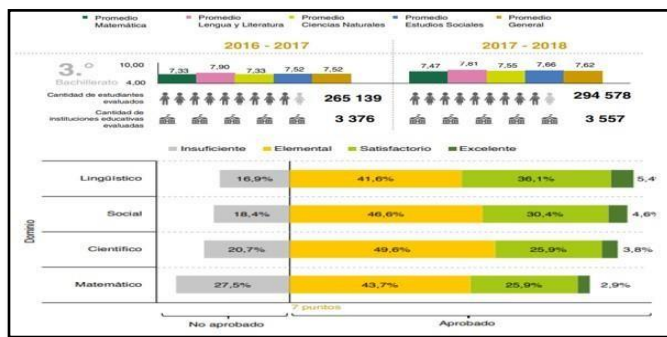 Promedio Matemática
Promedio Lengua y Literatura
Promedio Ciencias Naturales
Promedio Estudios Sociales
Promedio General
2016 - 2017
2017 - 2018
3.° Bachillerato
10,00
4,00
7,33 7,90 7,33 7,52 7,52
7,47 7,81 7,55 7,66 7,62
Cantidad de estudiantes evaluados
265 139
294 578
Cantidad de instituciones educativas evaluadas
3 376
3 557
Insuficiente Elemental Satisfactorio Excelente
Dominio
Lingüístico 16,9% 41,6% 36,1% 5,4
Social 18,4% 46,6% 30,4% 4,6%
Científico 20,7% 49,6% 25,9% 3,8%
Matemático 27,5% 43,7% 25,9% 2,9%
7 puntos
No aprobado Aprobado